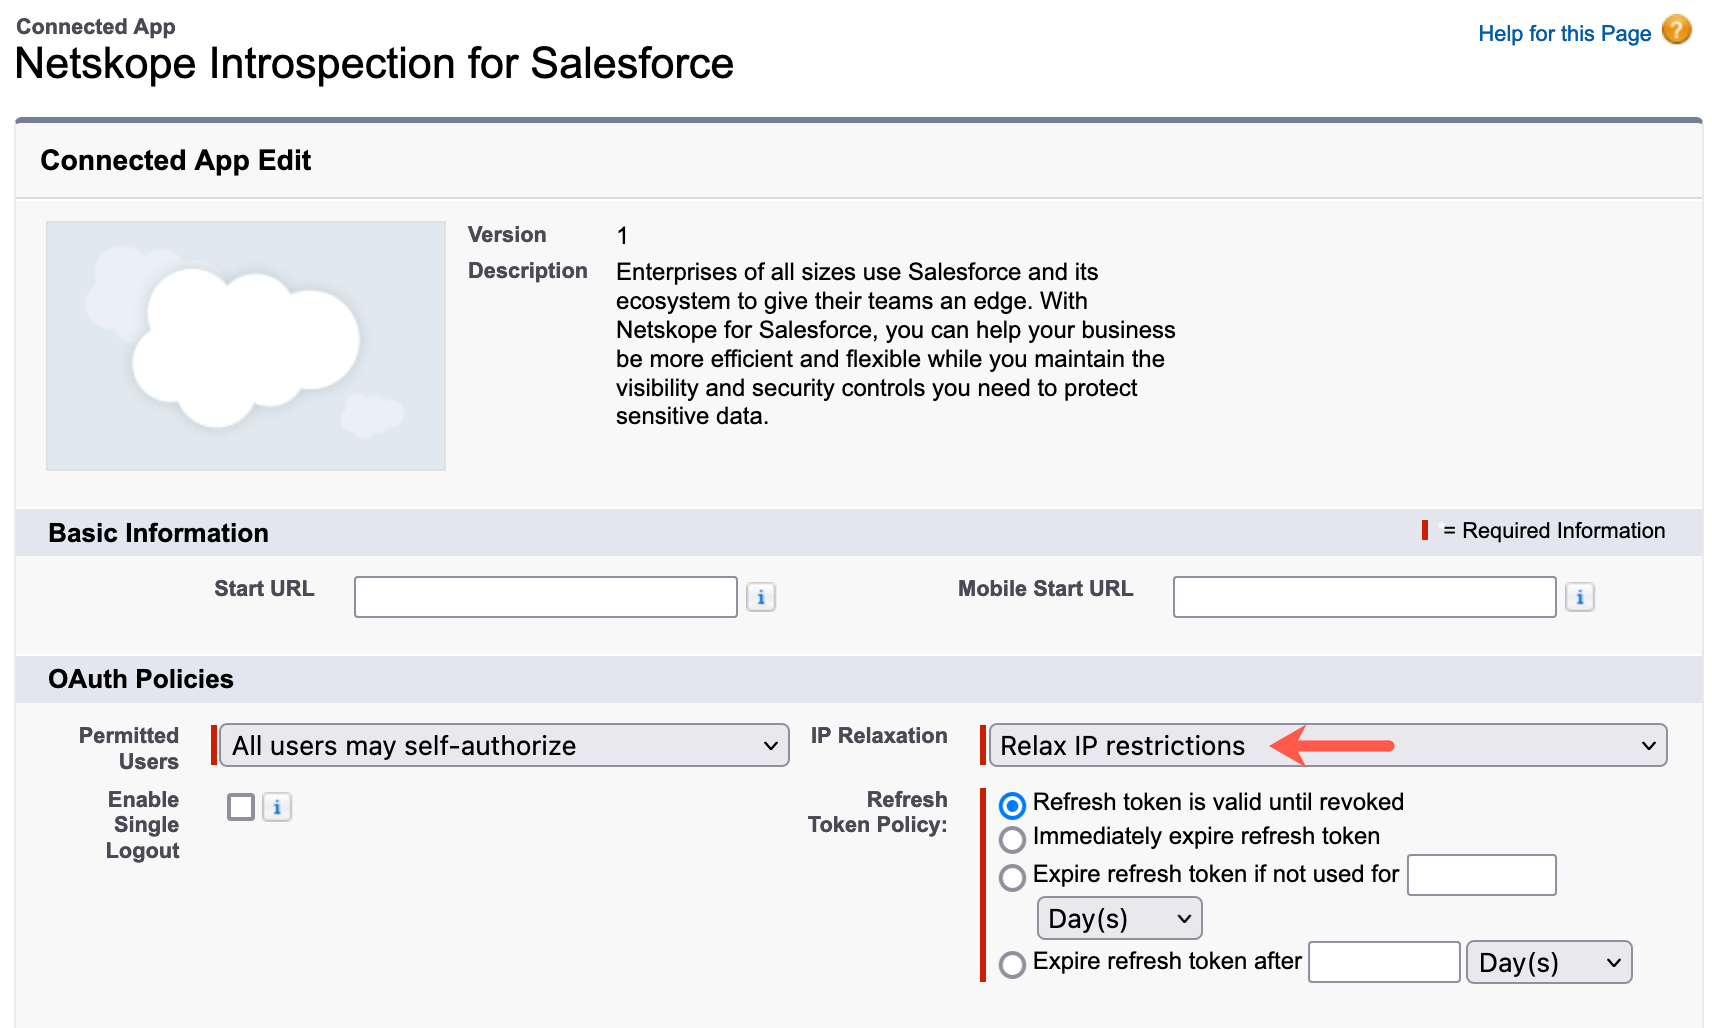 Connected App
Netskope Introspection for Salesforce
Help for this Page
?
Connected App Edit
Version 1
Description Enterprises of all sizes use Salesforce and its
ecosystem to give their teams an edge. With
Netskope for Salesforce, you can help your business
be more efficient and flexible while you maintain the
visibility and security controls you need to protect
sensitive data.
Basic Information
= Required Information
Start URL
i
Mobile Start URL
i
OAuth Policies
Permitted
Users
All users may self-authorize
IP Relaxation
Relax IP restrictions
Enable
Single
Logout
i
Refresh
Token Policy:
Refresh token is valid until revoked
Immediately expire refresh token
Expire refresh token if not used for
Day(s)
Expire refresh token after
Day(s)